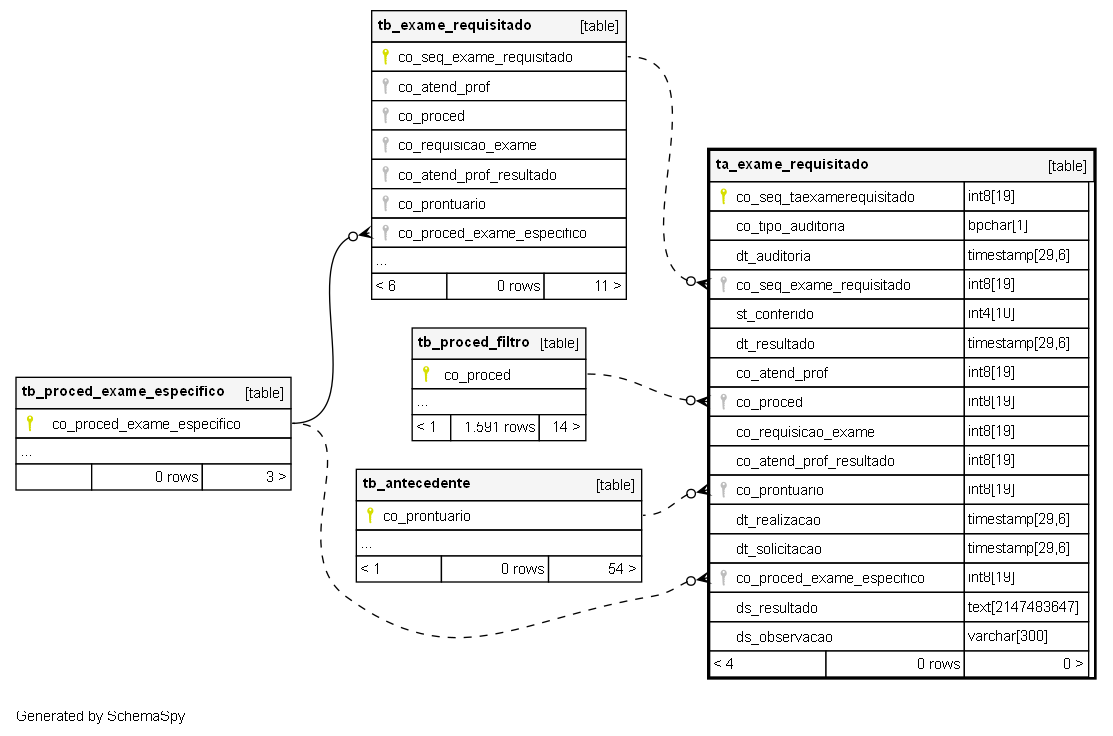 tb_exame_requisitado [table]
co_seq_exame_requisitado
co_atend_prof
co_proced
co_requisicao_exame
co_atend_prof_resultado
co_prontuario
co_proced_exame_especifico
...
< 6 0 rows 11 >
tb_proced_filtro [table]
co_proced
...
< 1 1.691 rows 14 >
tb_proced_exame_especifico [table]
co_proced_exame_especifico
...
0 rows 3 >
tb_antecedente [table]
co_prontuario
...
< 1 0 rows 54 >
ta_exame_requisitado [table]
co_seq_taexamerequisitado int8[19]
co_tipo_auditoria bpchar[1]
dt_auditoria timestamp[29,6]
co_seq_exame_requisitado int8[19]
st_conferido int4[10]
dt_resultado timestamp[29,6]
co_atend_prof int8[19]
co_proced int8[19]
co_requisicao_exame int8[19]
co_atend_prof_resultado int8[19]
co_prontuario int8[19]
dt_realizacao timestamp[29,6]
dt_solicitacao timestamp[29,6]
co_proced_exame_especifico int8[19]
ds_resultado text[2147483647]
ds_observacao varchar[300]
< 4 0 rows 0 >
Generated by SchemaSpy